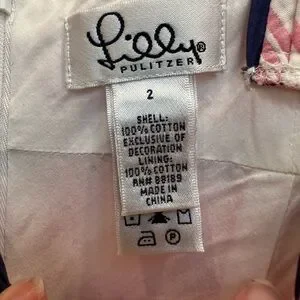 Lilly®
PULITZER
2
SHELL:
100% COTTON
EXCLUSIVE OF
DECORATION
LINING:
100% COTTON
RN# 88189
MADE IN
CHINA
P